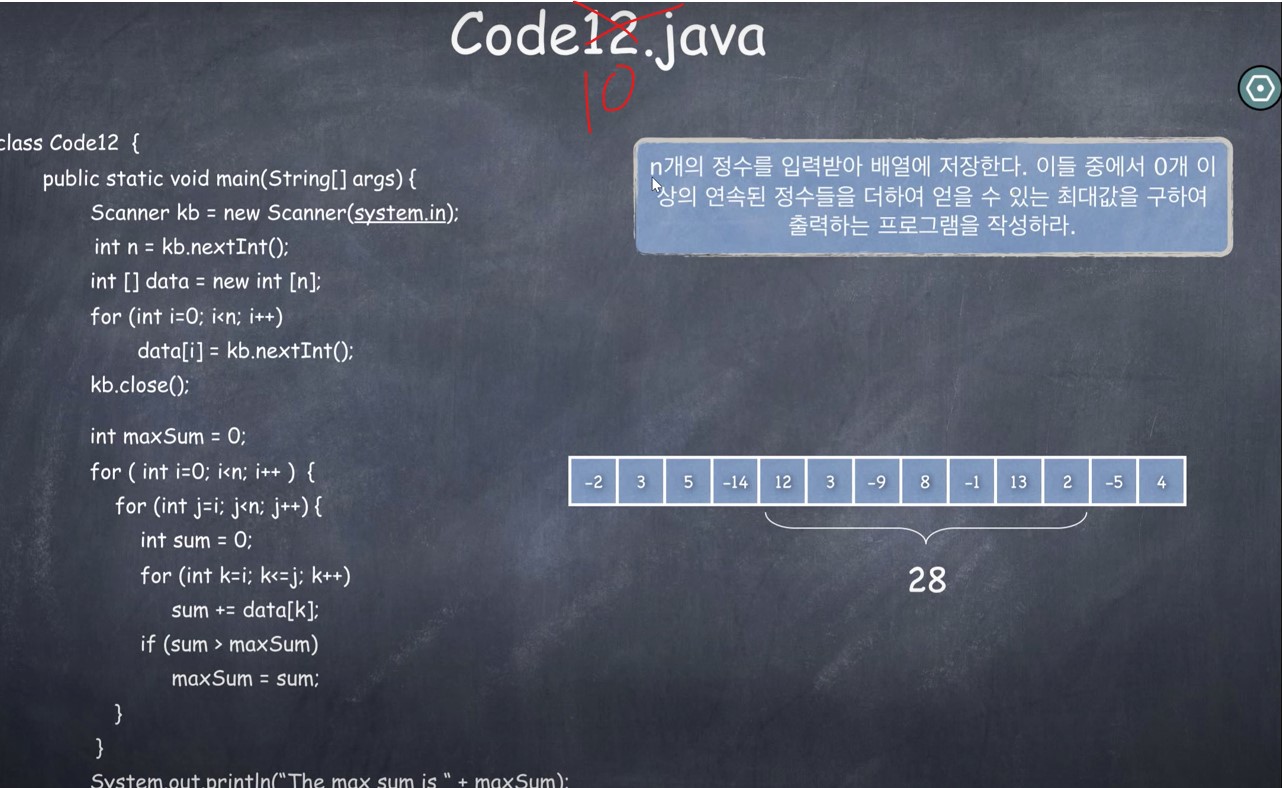 Code12.java
10
class Code12 {
public static void main(String[] args) {
Scanner kb = new Scanner(system.in);
int n = kb.nextInt();
int [] data = new int [n];
for (int i=0; i<n; i++)
data[i] = kb.nextInt();
kb.close();
int maxSum = 0;
for ( int i=0; i<n; i++ ) {
for (int j=i; j<n; j++) {
int sum = 0;
for (int k=i; k<=j; k++)
sum += data[k];
if (sum > maxSum)
maxSum = sum;
}
}
System.out.println("The max sum is " + maxSum);
n개의 정수를 입력받아 배열에 저장한다. 이들 중에서 0개 이
상의 연속된 정수들을 더하여 얻을 수 있는 최대값을 구하여
출력하는 프로그램을 작성하라.
-2 3 5 -14 12 3 -9 8 -1 13 2 -5 4
28